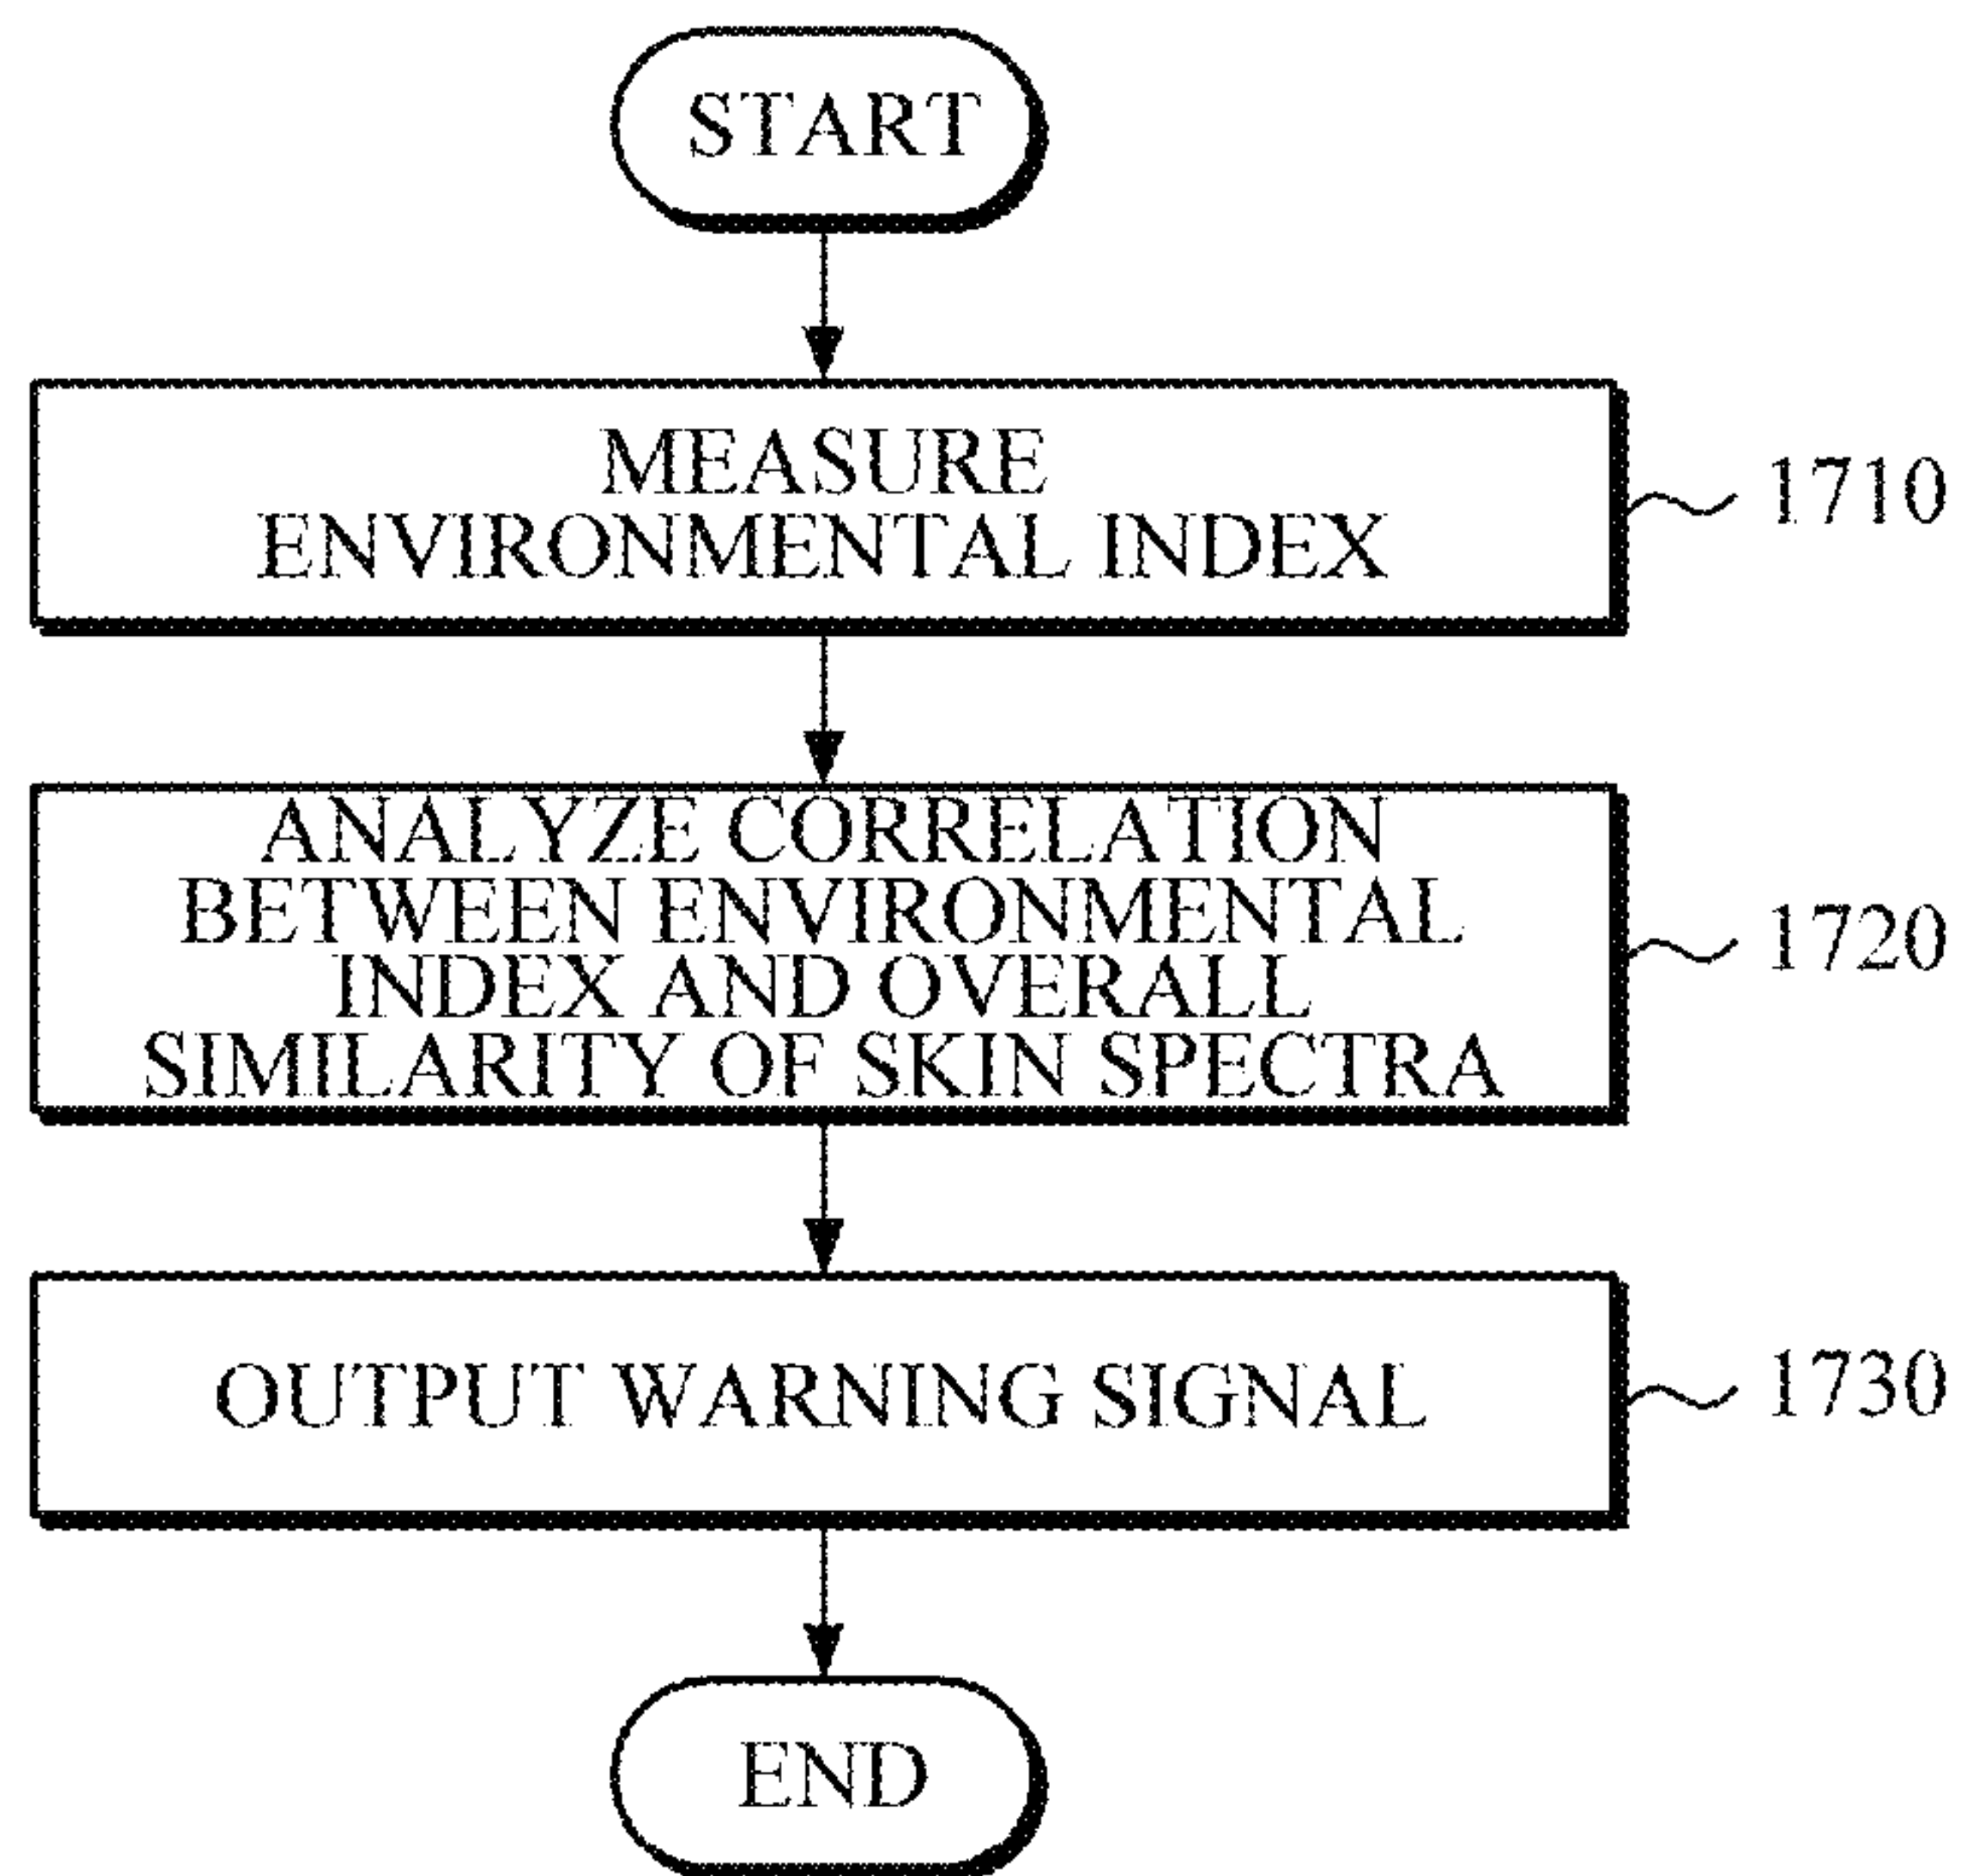 START
MEASURE
ENVIRONMENTAL INDEX
1710
ANALYZE CORRELATION
BETWEEN ENVIRONMENTAL
INDEX AND OVERALL
SIMILARITY OF SKIN SPECTRA
1720
OUTPUT WARNING SIGNAL
1730
END